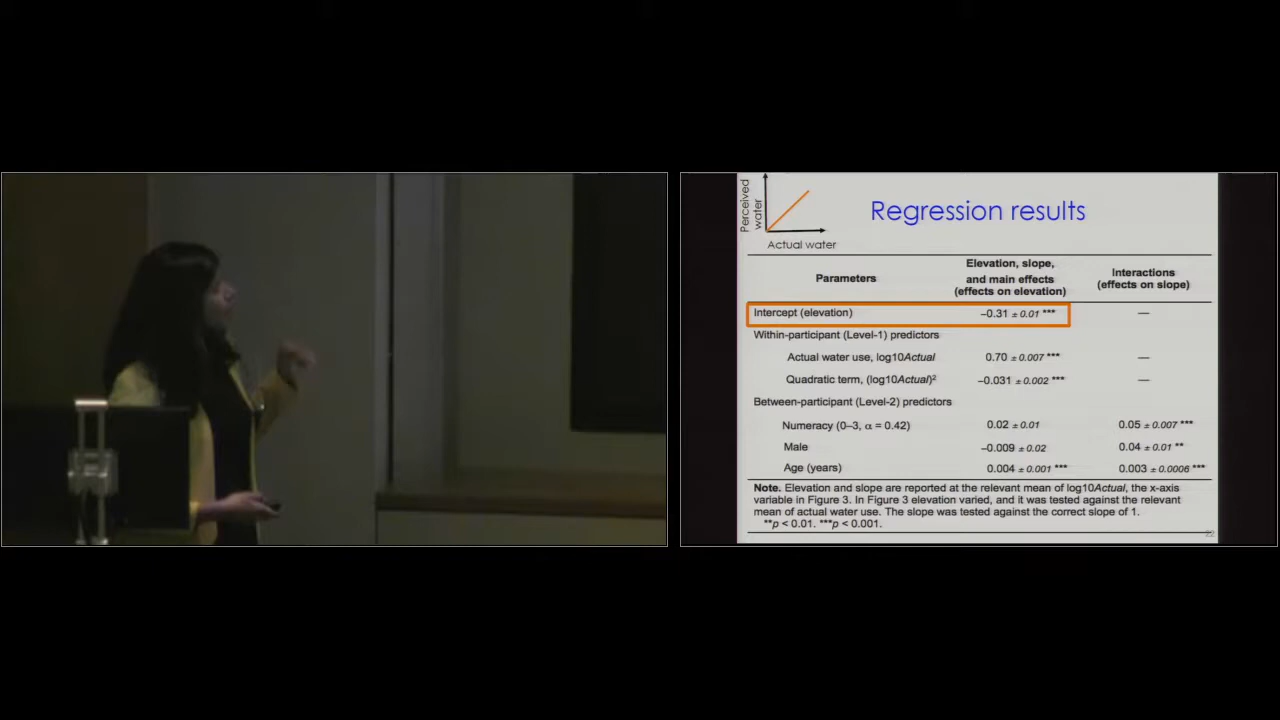 Perceived
water
Actual water
Regression results
Parameters
Elevation, slope,
and main effects
(effects on elevation)
Interactions
(effects on slope)
Intercept (elevation) −0.31 ± 0.01 *** —
Within-participant (Level-1) predictors
Actual water use, log10Actual 0.70 ± 0.007 *** —
Quadratic term, (log10Actual)² −0.031 ± 0.002 *** —
Between-participant (Level-2) predictors
Numeracy (0–3, α = 0.42) 0.02 ± 0.01 0.05 ± 0.007 ***
Male −0.009 ± 0.02 0.04 ± 0.01 **
Age (years) 0.004 ± 0.001 *** 0.003 ± 0.0006 ***
Note. Elevation and slope are reported at the relevant mean of log10Actual, the x-axis
variable in Figure 3. In Figure 3 elevation varied, and it was tested against the relevant
mean of actual water use. The slope was tested against the correct slope of 1.
**p < 0.01. ***p < 0.001.
22